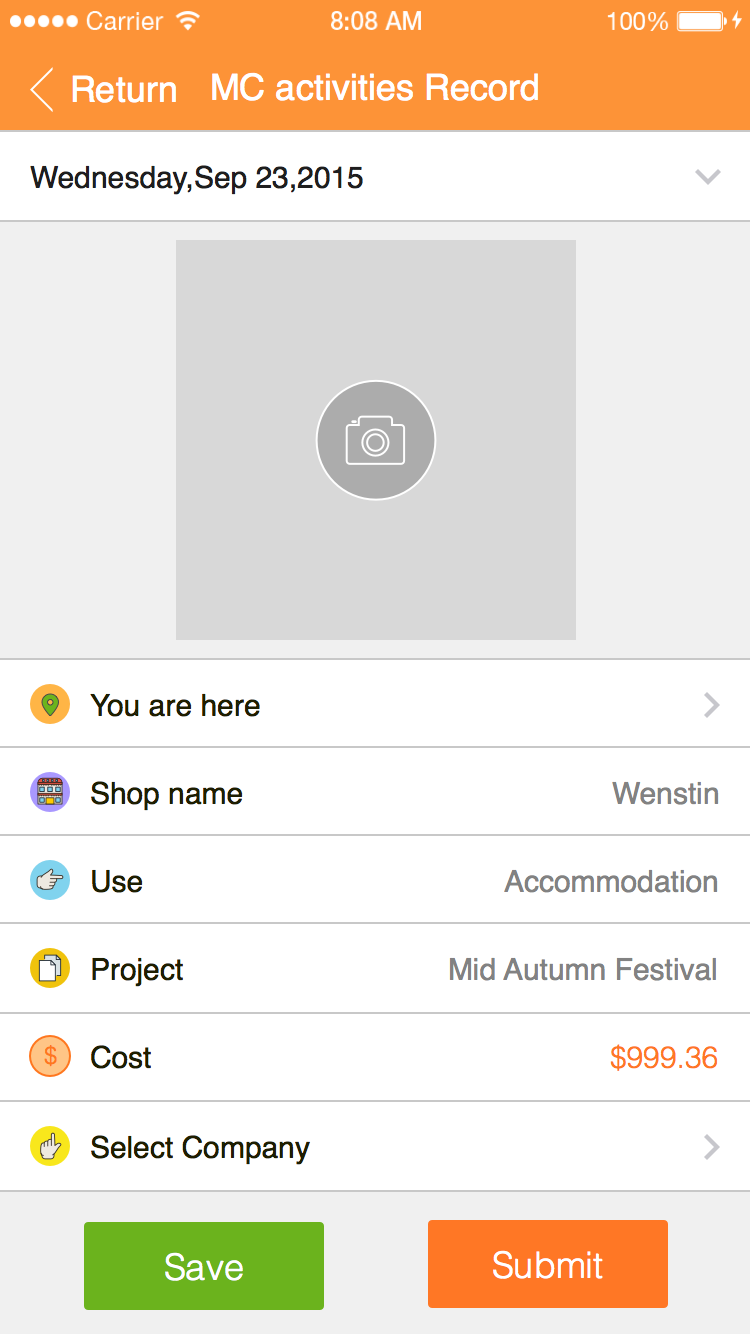 Carrier 8:08 AM 100%
Return MC activities Record
Wednesday,Sep 23,2015
You are here
Shop name Wenstin
Use Accommodation
Project Mid Autumn Festival
$ Cost $999.36
Select Company
Save Submit